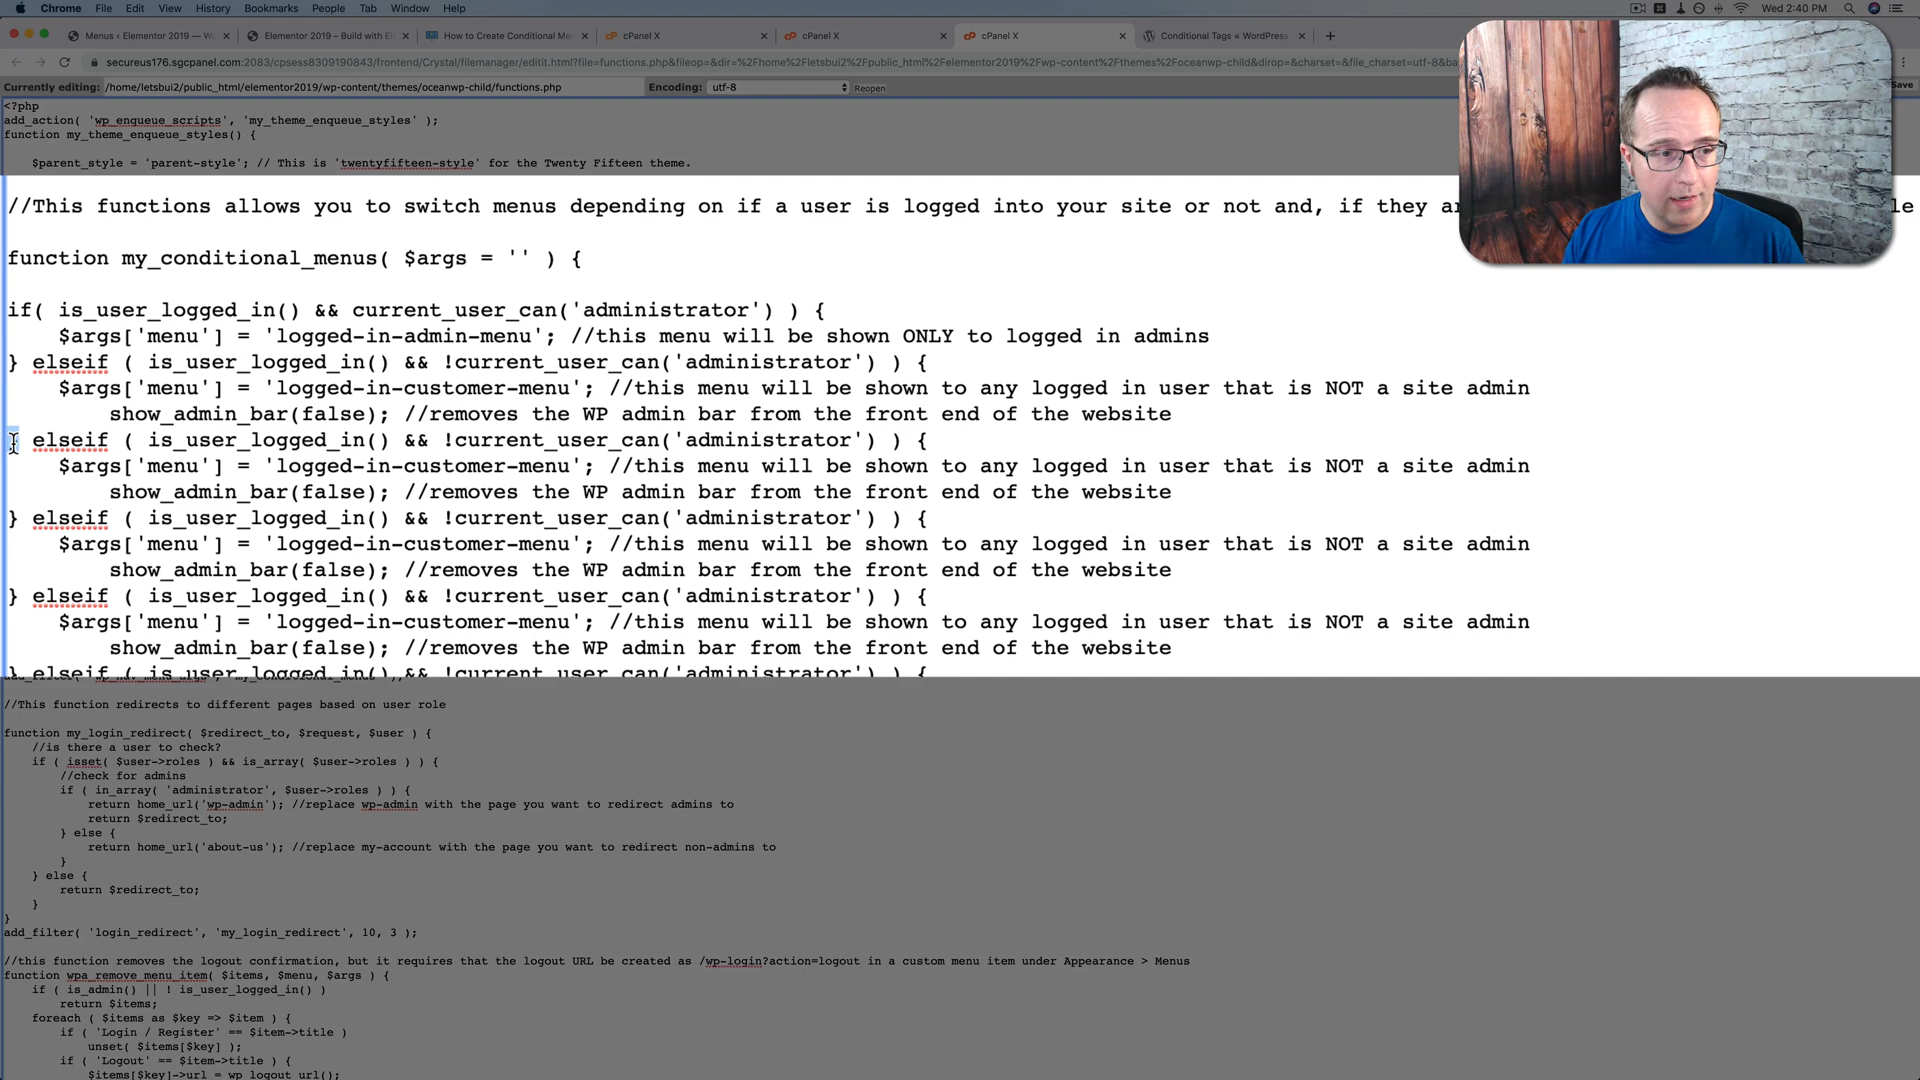 Chrome File Edit View History Bookmarks People Tab Window Help Wed 2:40 PM
Menus ‹ Elementor 2019 — W Elementor 2019 – Build with El How to Create Conditional Me cPanel X cPanel X cPanel X Conditional Tags « WordPress
secureus176.sgcpanel.com:2083/cpsess8309190843/frontend/Crystal/filemanager/editit.html?file=functions.php&fileop=&dir=%2Fhome%2Fletsbui2%2Fpublic_html%2Felementor2019%2Fwp-content%2Fthemes%2Foceanwp-child&dirop=&charset=&file_charset=utf-8&ba
Currently editing: /home/letsbui2/public_html/elementor2019/wp-content/themes/oceanwp-child/functions.php Encoding: utf-8 Reopen Save
<?php
add_action( 'wp_enqueue_scripts', 'my_theme_enqueue_styles' );
function my_theme_enqueue_styles() {
$parent_style = 'parent-style'; // This is 'twentyfifteen-style' for the Twenty Fifteen theme.
//This functions allows you to switch menus depending on if a user is logged into your site or not and, if they ar le
function my_conditional_menus( $args = '' ) {
if( is_user_logged_in() && current_user_can('administrator') ) {
$args['menu'] = 'logged-in-admin-menu'; //this menu will be shown ONLY to logged in admins
} elseif ( is_user_logged_in() && !current_user_can('administrator') ) {
$args['menu'] = 'logged-in-customer-menu'; //this menu will be shown to any logged in user that is NOT a site admin
show_admin_bar(false); //removes the WP admin bar from the front end of the website
} elseif ( is_user_logged_in() && !current_user_can('administrator') ) {
$args['menu'] = 'logged-in-customer-menu'; //this menu will be shown to any logged in user that is NOT a site admin
show_admin_bar(false); //removes the WP admin bar from the front end of the website
} elseif ( is_user_logged_in() && !current_user_can('administrator') ) {
$args['menu'] = 'logged-in-customer-menu'; //this menu will be shown to any logged in user that is NOT a site admin
show_admin_bar(false); //removes the WP admin bar from the front end of the website
} elseif ( is_user_logged_in() && !current_user_can('administrator') ) {
$args['menu'] = 'logged-in-customer-menu'; //this menu will be shown to any logged in user that is NOT a site admin
show_admin_bar(false); //removes the WP admin bar from the front end of the website
} elseif ( is_user_logged_in() && !current_user_can('administrator') ) {
add_filter( 'wp_nav_menu_args', 'my_conditional_menus' );
//This function redirects to different pages based on user role
function my_login_redirect( $redirect_to, $request, $user ) {
//is there a user to check?
if ( isset( $user->roles ) && is_array( $user->roles ) ) {
//check for admins
if ( in_array( 'administrator', $user->roles ) ) {
return home_url('wp-admin'); //replace wp-admin with the page you want to redirect admins to
return $redirect_to;
} else {
return home_url('about-us'); //replace my-account with the page you want to redirect non-admins to
}
} else {
return $redirect_to;
}
}
add_filter( 'login_redirect', 'my_login_redirect', 10, 3 );
//this function removes the logout confirmation, but it requires that the logout URL be created as /wp-login?action=logout in a custom menu item under Appearance > Menus
function wpa_remove_menu_item( $items, $menu, $args ) {
if ( is_admin() || ! is_user_logged_in() )
return $items;
foreach ( $items as $key => $item ) {
if ( 'Login / Register' == $item->title )
unset( $items[$key] );
if ( 'Logout' == $item->title ) {
$items[$key]->url = wp_logout_url();